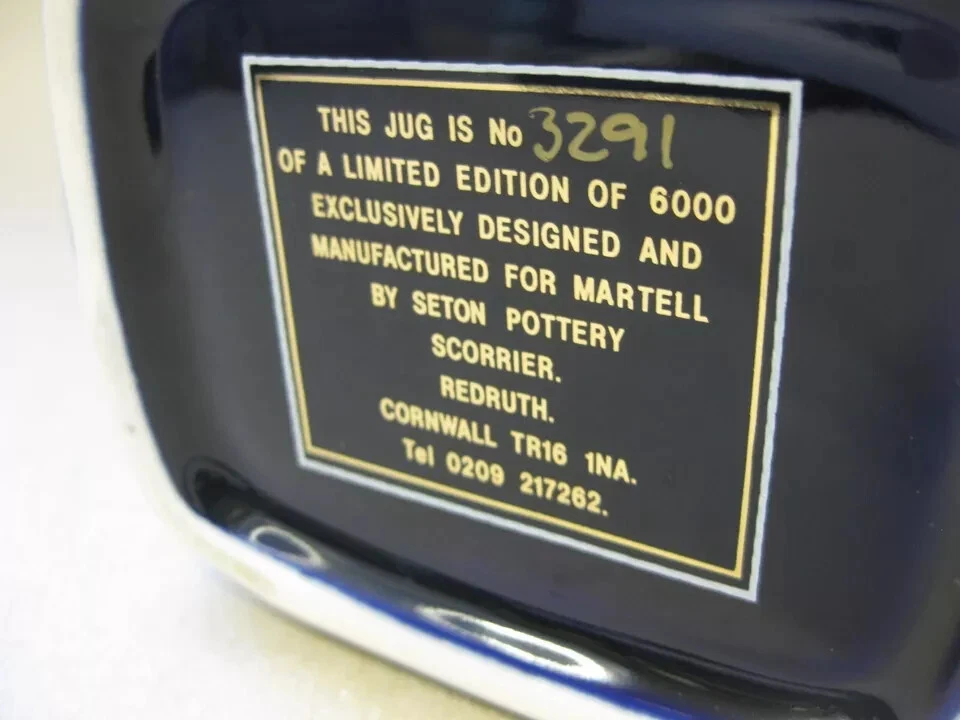 THIS JUG IS No 3291
OF A LIMITED EDITION OF 6000
EXCLUSIVELY DESIGNED AND
MANUFACTURED FOR MARTELL
BY SETON POTTERY
SCORRIER.
REDRUTH.
CORNWALL TR16 1NA.
Tel 0209 217262.